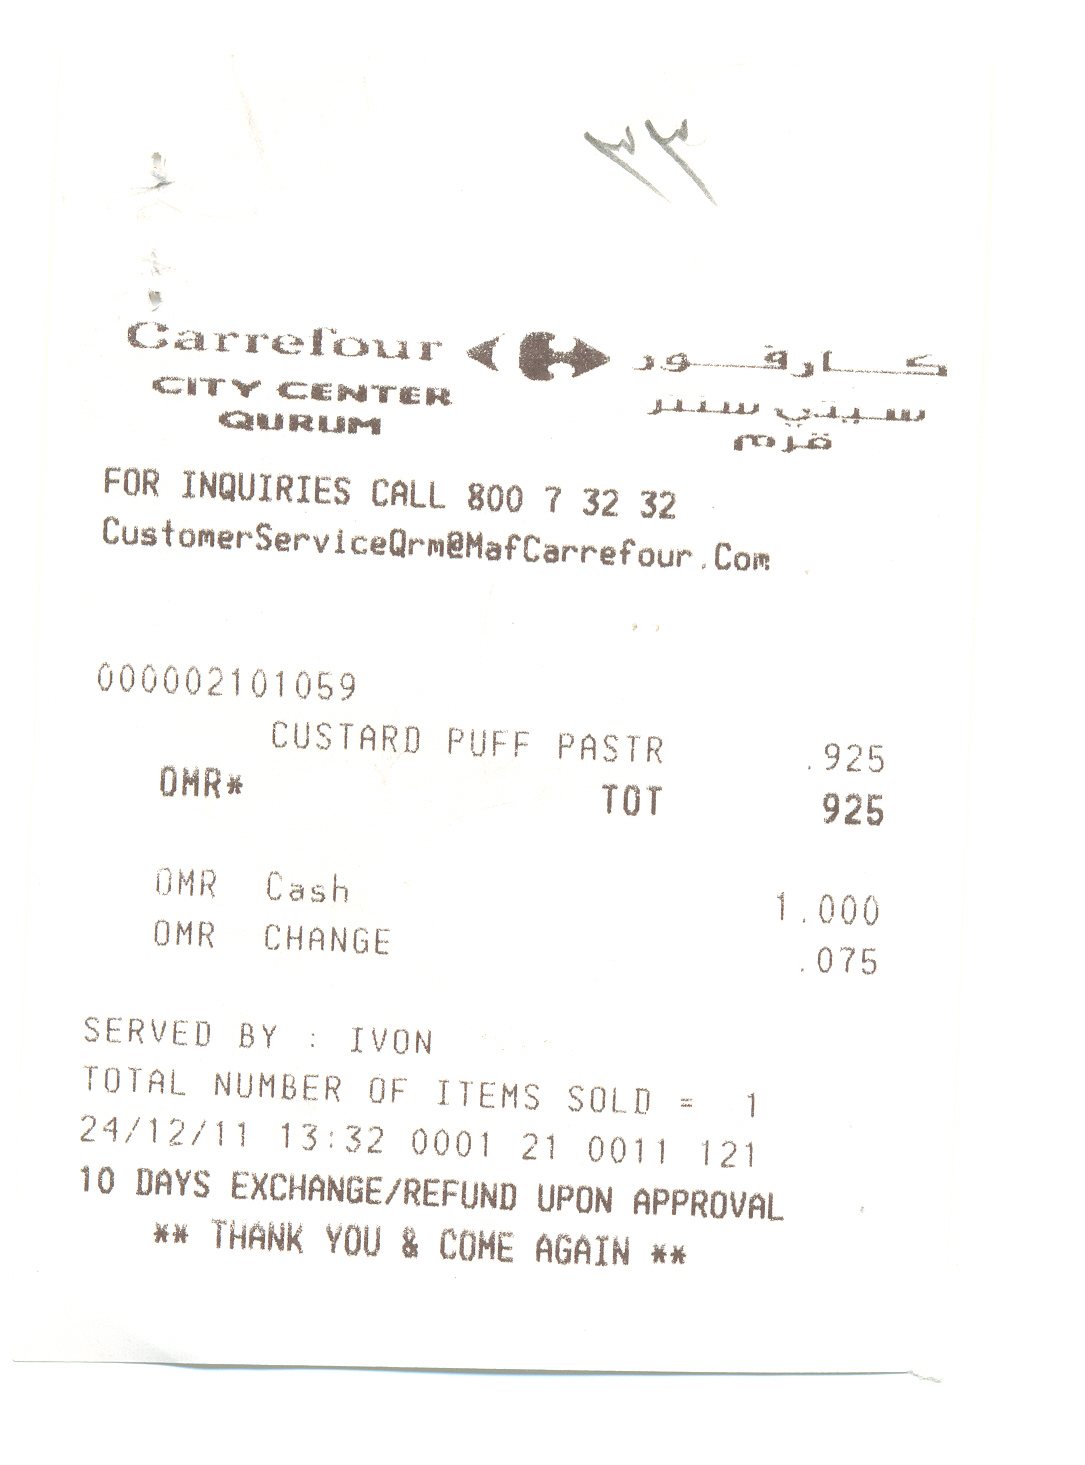 ٣٣
Carrefour كارفور
CITY CENTER سيتي سنتر
QURUM قرم
FOR INQUIRIES CALL 800 7 32 32
CustomerServiceQrm@MafCarrefour.Com
000002101059
CUSTARD PUFF PASTR .925
OMR* TOT 925
OMR Cash 1.000
OMR CHANGE .075
SERVED BY : IVON
TOTAL NUMBER OF ITEMS SOLD = 1
24/12/11 13:32 0001 21 0011 121
10 DAYS EXCHANGE/REFUND UPON APPROVAL
** THANK YOU & COME AGAIN **